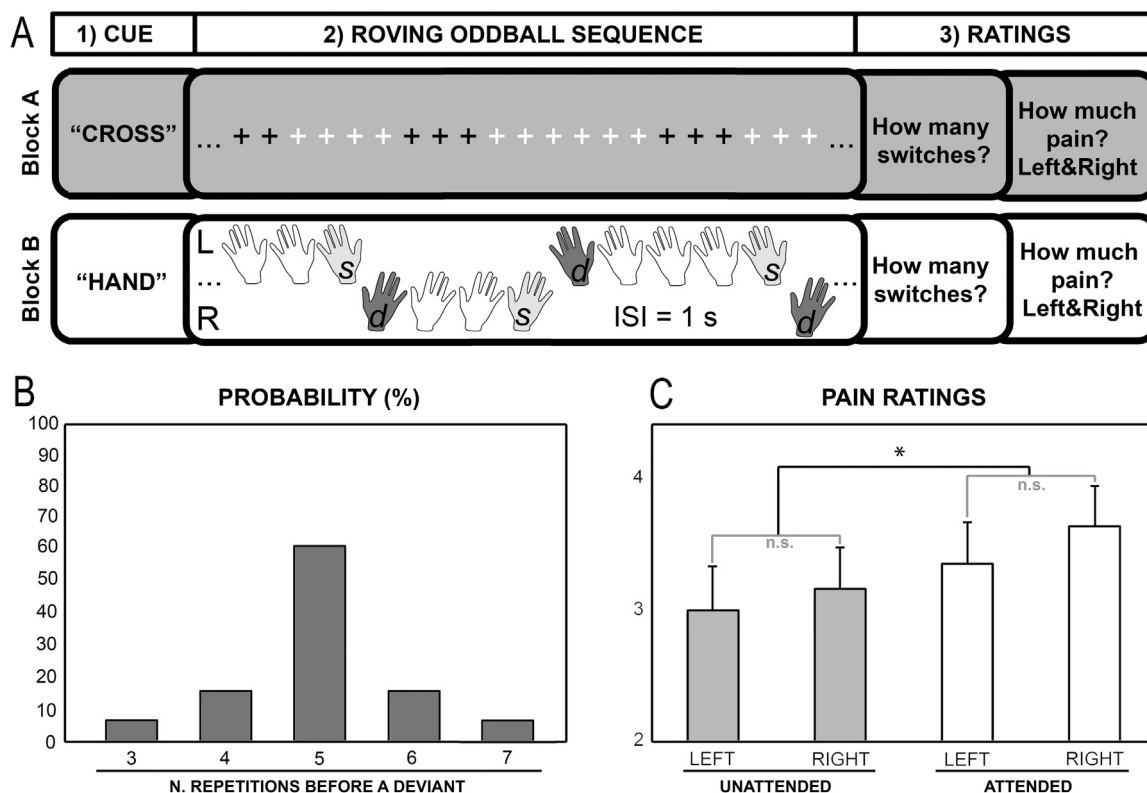 A
1) CUE
2) ROVING ODDBALL SEQUENCE
3) RATINGS
Block A
“CROSS”
... + + + + + + + + + + + + + + + + + + + ...
How many
switches?
How much
pain?
Left&Right
Block B
“HAND”
L
...
R
s
d
s
d
s
d
ISI = 1 s
...
How many
switches?
How much
pain?
Left&Right
B
PROBABILITY (%)
100
90
80
70
60
50
40
30
20
10
0
3 4 5 6 7
N. REPETITIONS BEFORE A DEVIANT
C
PAIN RATINGS
4
3
2
*
n.s.
n.s.
LEFT RIGHT LEFT RIGHT
UNATTENDED ATTENDED